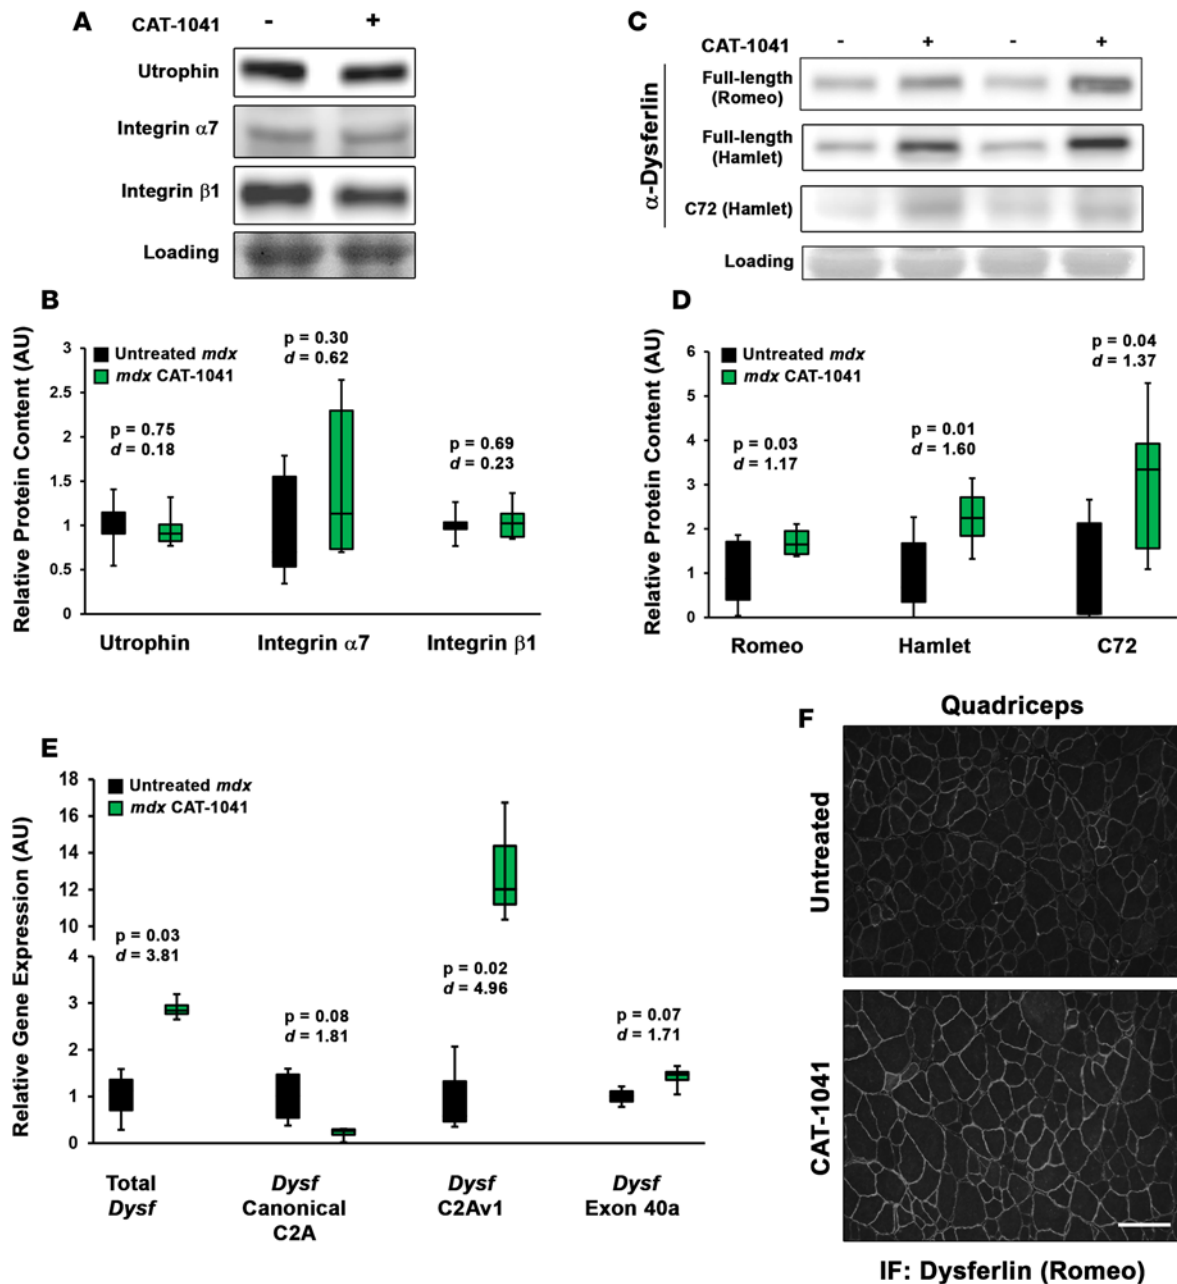 A
CAT-1041 - +
Utrophin
Integrin α7
Integrin β1
Loading
B
Relative Protein Content (AU)
3
2.5
2
1.5
1
0.5
0
Untreated mdx
mdx CAT-1041
p = 0.75
d = 0.18
p = 0.30
d = 0.62
p = 0.69
d = 0.23
Utrophin Integrin α7 Integrin β1
C
CAT-1041 - + - +
α-Dysferlin
Full-length
(Romeo)
Full-length
(Hamlet)
C72 (Hamlet)
Loading
D
Relative Protein Content (AU)
6
5
4
3
2
1
0
Untreated mdx
mdx CAT-1041
p = 0.03
d = 1.17
p = 0.01
d = 1.60
p = 0.04
d = 1.37
Romeo Hamlet C72
E
Relative Gene Expression (AU)
18
16
14
12
10
4
3
2
1
0
Untreated mdx
mdx CAT-1041
p = 0.03
d = 3.81
p = 0.08
d = 1.81
p = 0.02
d = 4.96
p = 0.07
d = 1.71
Total
Dysf
Dysf
Canonical
C2A
Dysf
C2Av1
Dysf
Exon 40a
F
Quadriceps
Untreated
CAT-1041
IF: Dysferlin (Romeo)